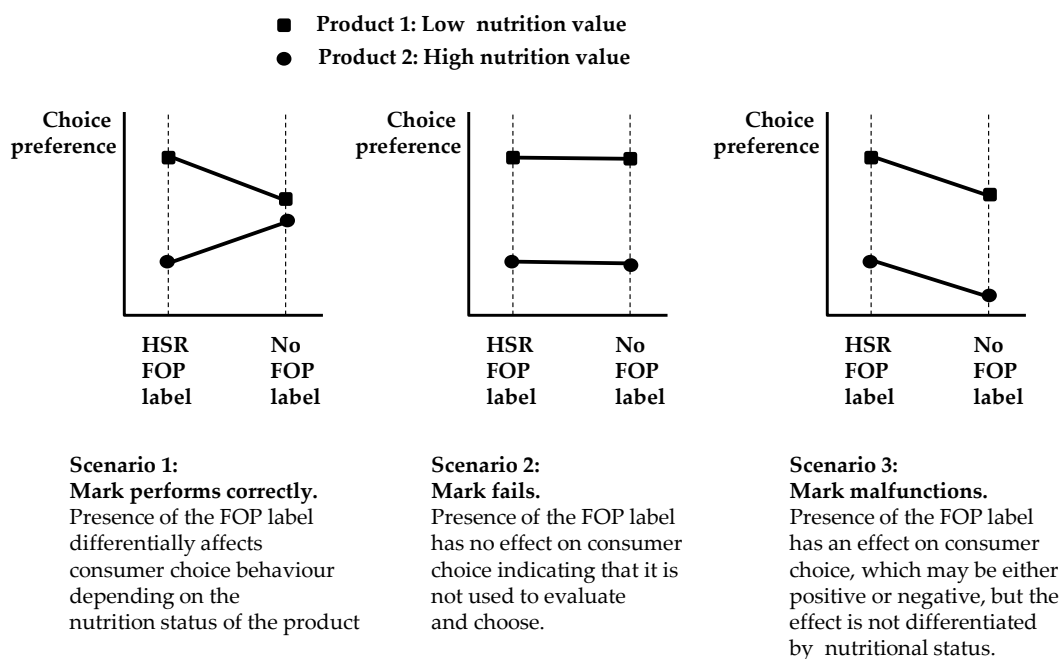 Product 1: Low nutrition value
Product 2: High nutrition value
Choice
preference
HSR
FOP
label
No
FOP
label
Scenario 1:
Mark performs correctly.
Presence of the FOP label
differentially affects
consumer choice behaviour
depending on the
nutrition status of the product
Choice
preference
HSR
FOP
label
No
FOP
label
Scenario 2:
Mark fails.
Presence of the FOP label
has no effect on consumer
choice indicating that it is
not used to evaluate
and choose.
Choice
preference
HSR
FOP
label
No
FOP
label
Scenario 3:
Mark malfunctions.
Presence of the FOP label
has an effect on consumer
choice, which may be either
positive or negative, but the
effect is not differentiated
by nutritional status.